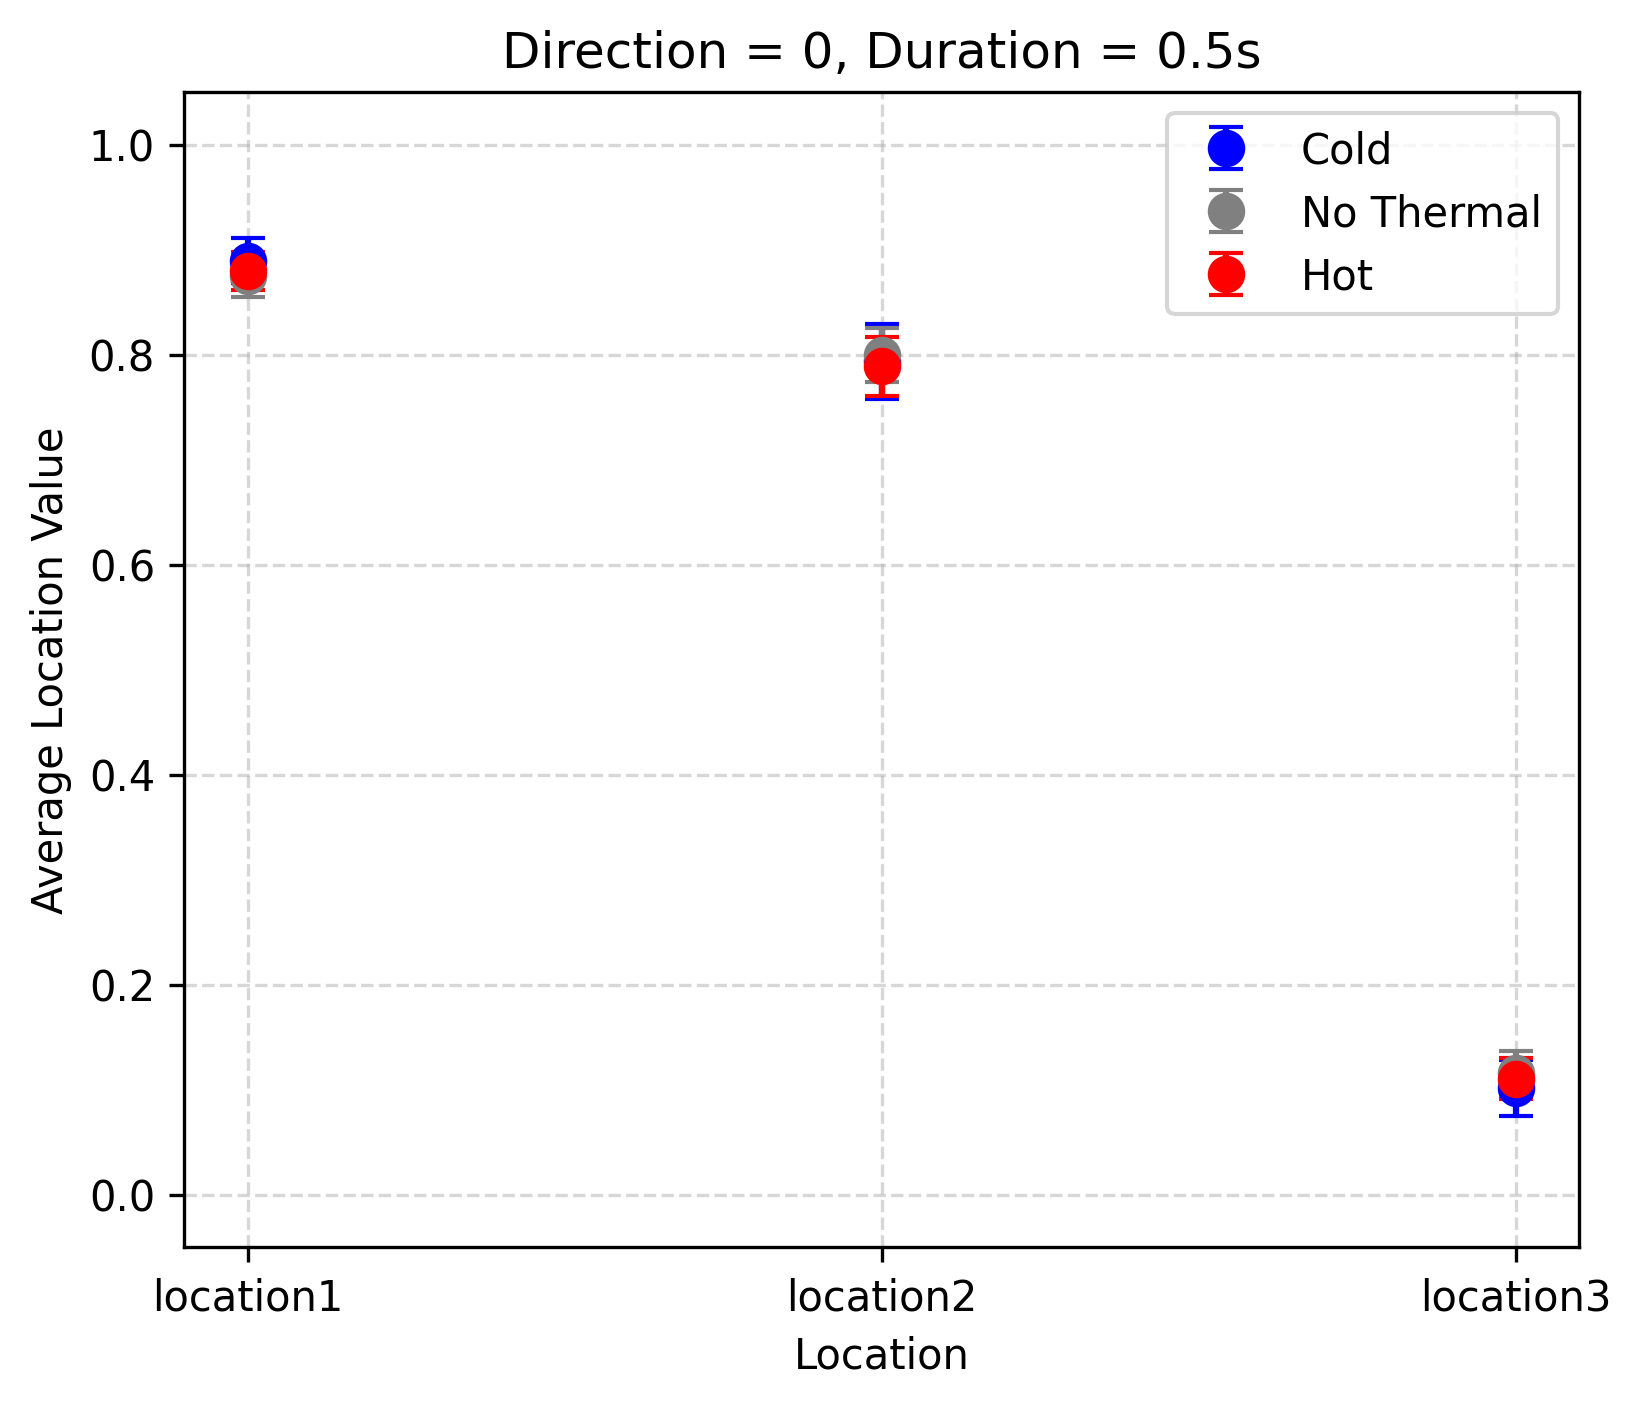 Direction = 0, Duration = 0.5s
Cold
No Thermal
Hot
1.0
0.8
0.6
0.4
0.2
0.0
Average Location Value
location1
location2
location3
Location